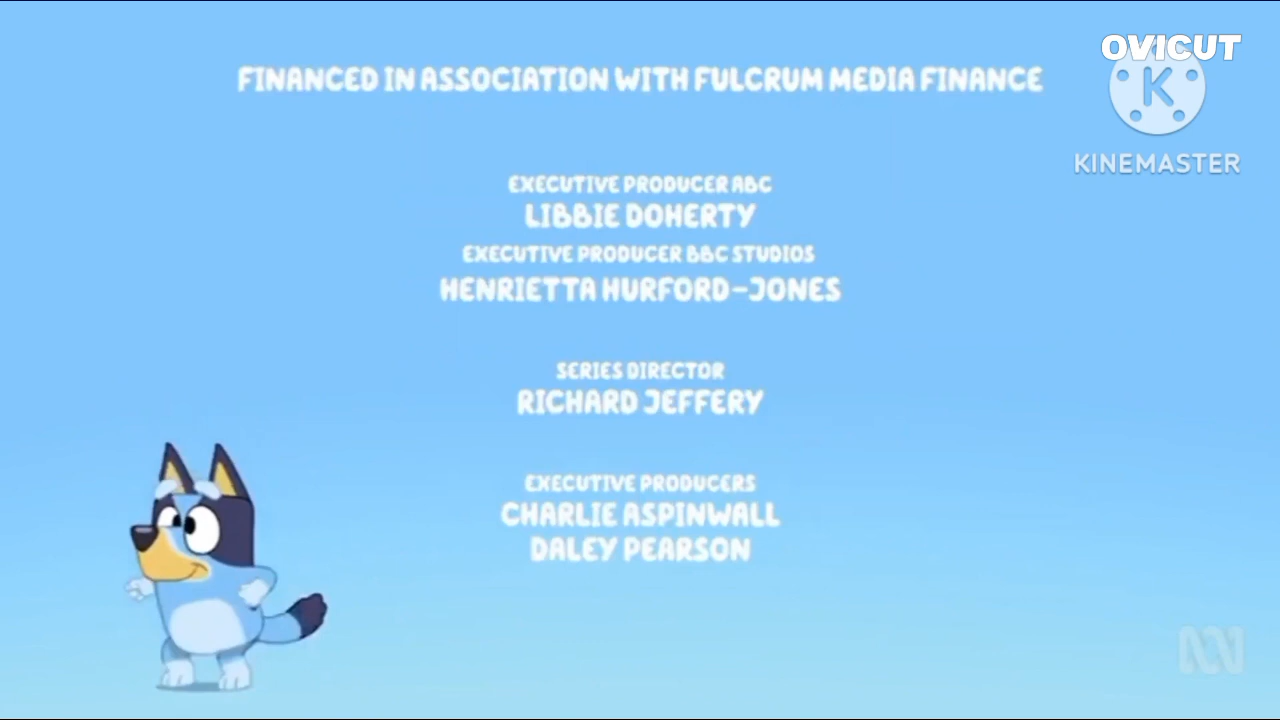 OVICUT
K
KINEMASTER
FINANCED IN ASSOCIATION WITH FULCRUM MEDIA FINANCE
EXECUTIVE PRODUCER ABC
LIBBIE DOHERTY
EXECUTIVE PRODUCER BBC STUDIOS
HENRIETTA HURFORD-JONES
SERIES DIRECTOR
RICHARD JEFFERY
EXECUTIVE PRODUCERS
CHARLIE ASPINWALL
DALEY PEARSON